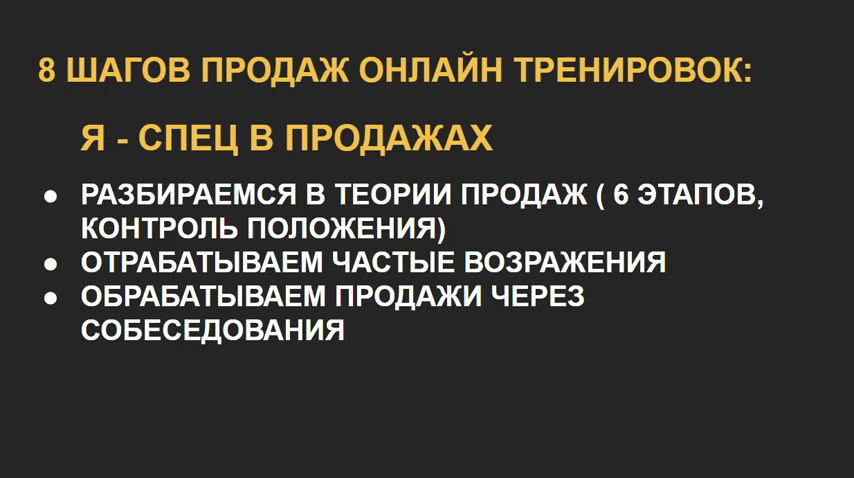 8 ШАГОВ ПРОДАЖ ОНЛАЙН ТРЕНИРОВОК:
Я - СПЕЦ В ПРОДАЖАХ
● РАЗБИРАЕМСЯ В ТЕОРИИ ПРОДАЖ ( 6 ЭТАПОВ,
КОНТРОЛЬ ПОЛОЖЕНИЯ)
● ОТРАБАТЫВАЕМ ЧАСТЫЕ ВОЗРАЖЕНИЯ
● ОБРАБАТЫВАЕМ ПРОДАЖИ ЧЕРЕЗ
СОБЕСЕДОВАНИЯ